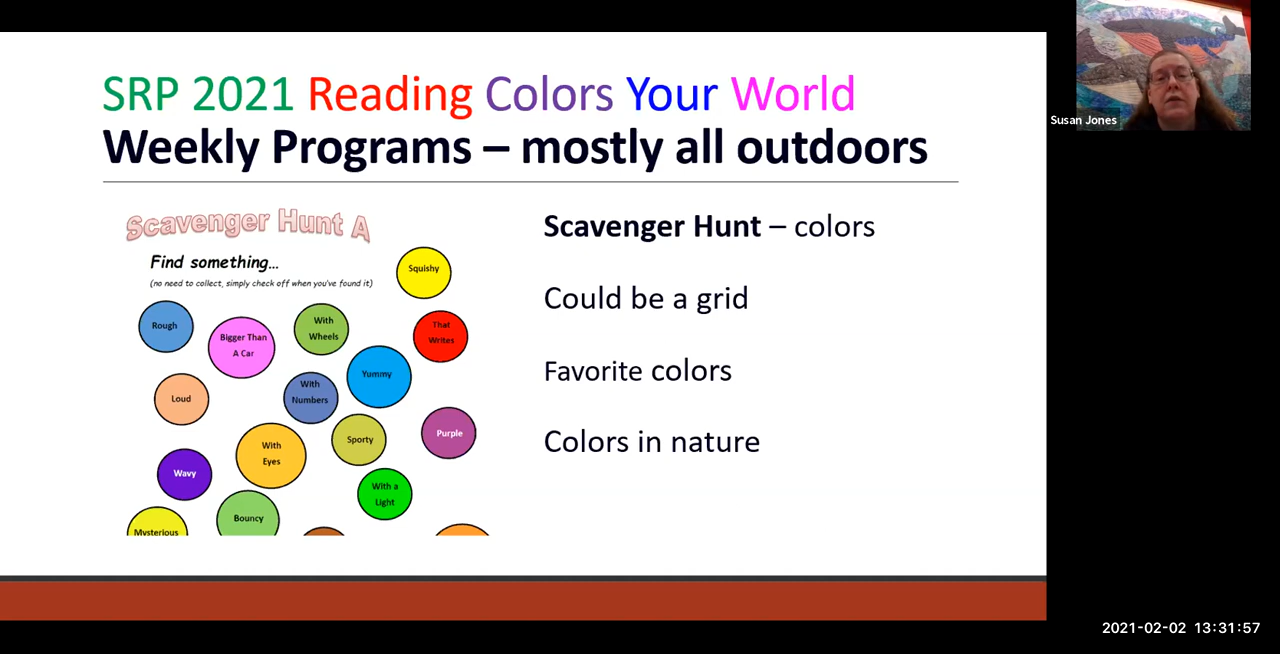 SRP 2021 Reading Colors Your World
Weekly Programs – mostly all outdoors
Scavenger Hunt A
Find something...
(no need to collect, simply check off when you've found it)
Squishy
Rough
Bigger Than
A Car
With
Wheels
That
Writes
Yummy
Loud
With
Numbers
Sporty
Purple
With
Eyes
Wavy
With a
Light
Bouncy
Mysterious
Scavenger Hunt – colors
Could be a grid
Favorite colors
Colors in nature
Susan Jones
2021-02-02 13:31:57